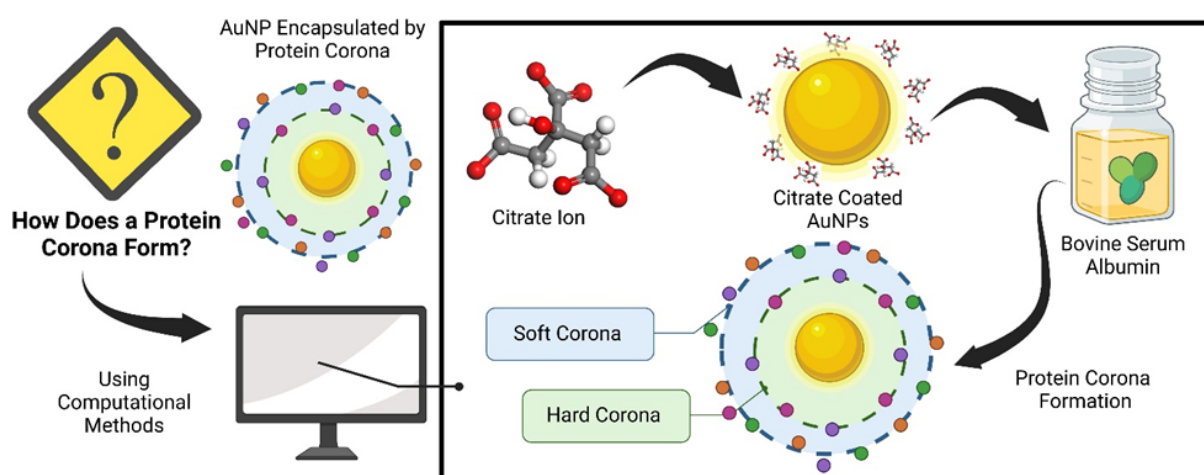 ?
How Does a Protein
Corona Form?
AuNP Encapsulated by
Protein Corona
Using
Computational
Methods
Citrate Ion
Citrate Coated
AuNPs
Bovine Serum
Albumin
Soft Corona
Hard Corona
Protein Corona
Formation